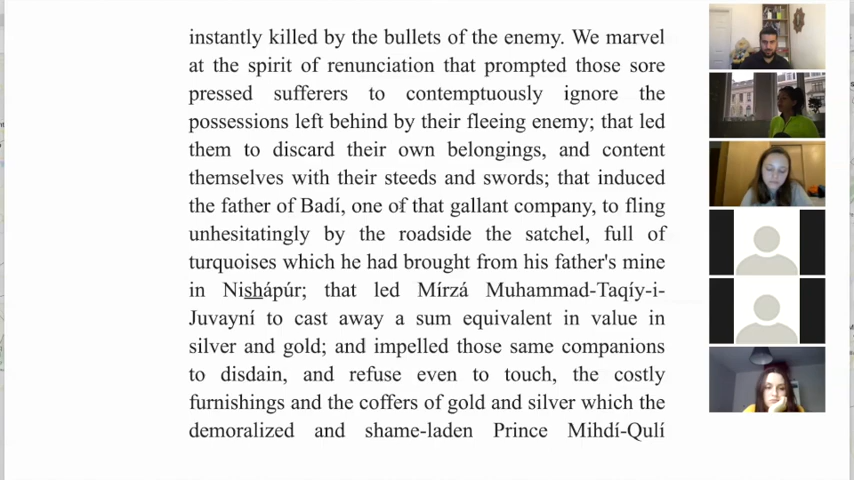 instantly killed by the bullets of the enemy. We marvel
at the spirit of renunciation that prompted those sore
pressed sufferers to contemptuously ignore the
possessions left behind by their fleeing enemy; that led
them to discard their own belongings, and content
themselves with their steeds and swords; that induced
the father of Badí, one of that gallant company, to fling
unhesitatingly by the roadside the satchel, full of
turquoises which he had brought from his father's mine
in Nishápúr; that led Mírzá Muhammad-Taqíy-i-
Juvayní to cast away a sum equivalent in value in
silver and gold; and impelled those same companions
to disdain, and refuse even to touch, the costly
furnishings and the coffers of gold and silver which the
demoralized and shame-laden Prince Mihdí-Qulí